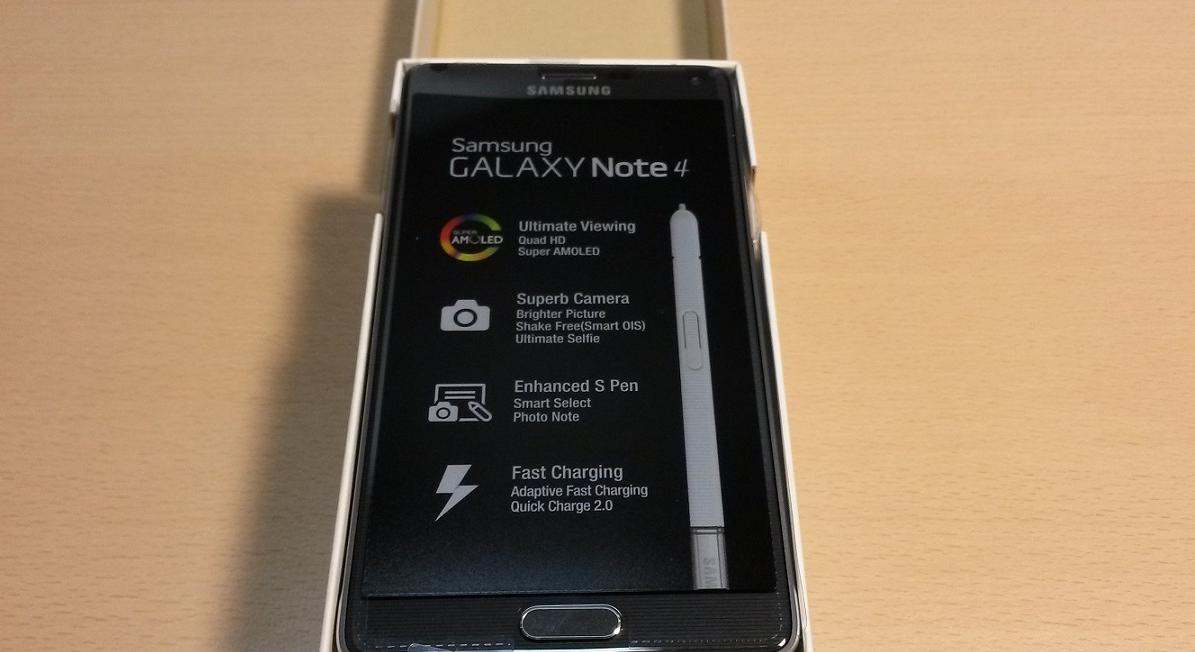 SAMSUNG
Samsung
GALAXY Note 4
SUPER
AMOLED
Ultimate Viewing
Quad HD
Super AMOLED
Superb Camera
Brighter Picture
Shake Free(Smart OIS)
Ultimate Selfie
Enhanced S Pen
Smart Select
Photo Note
Fast Charging
Adaptive Fast Charging
Quick Charge 2.0
SAM